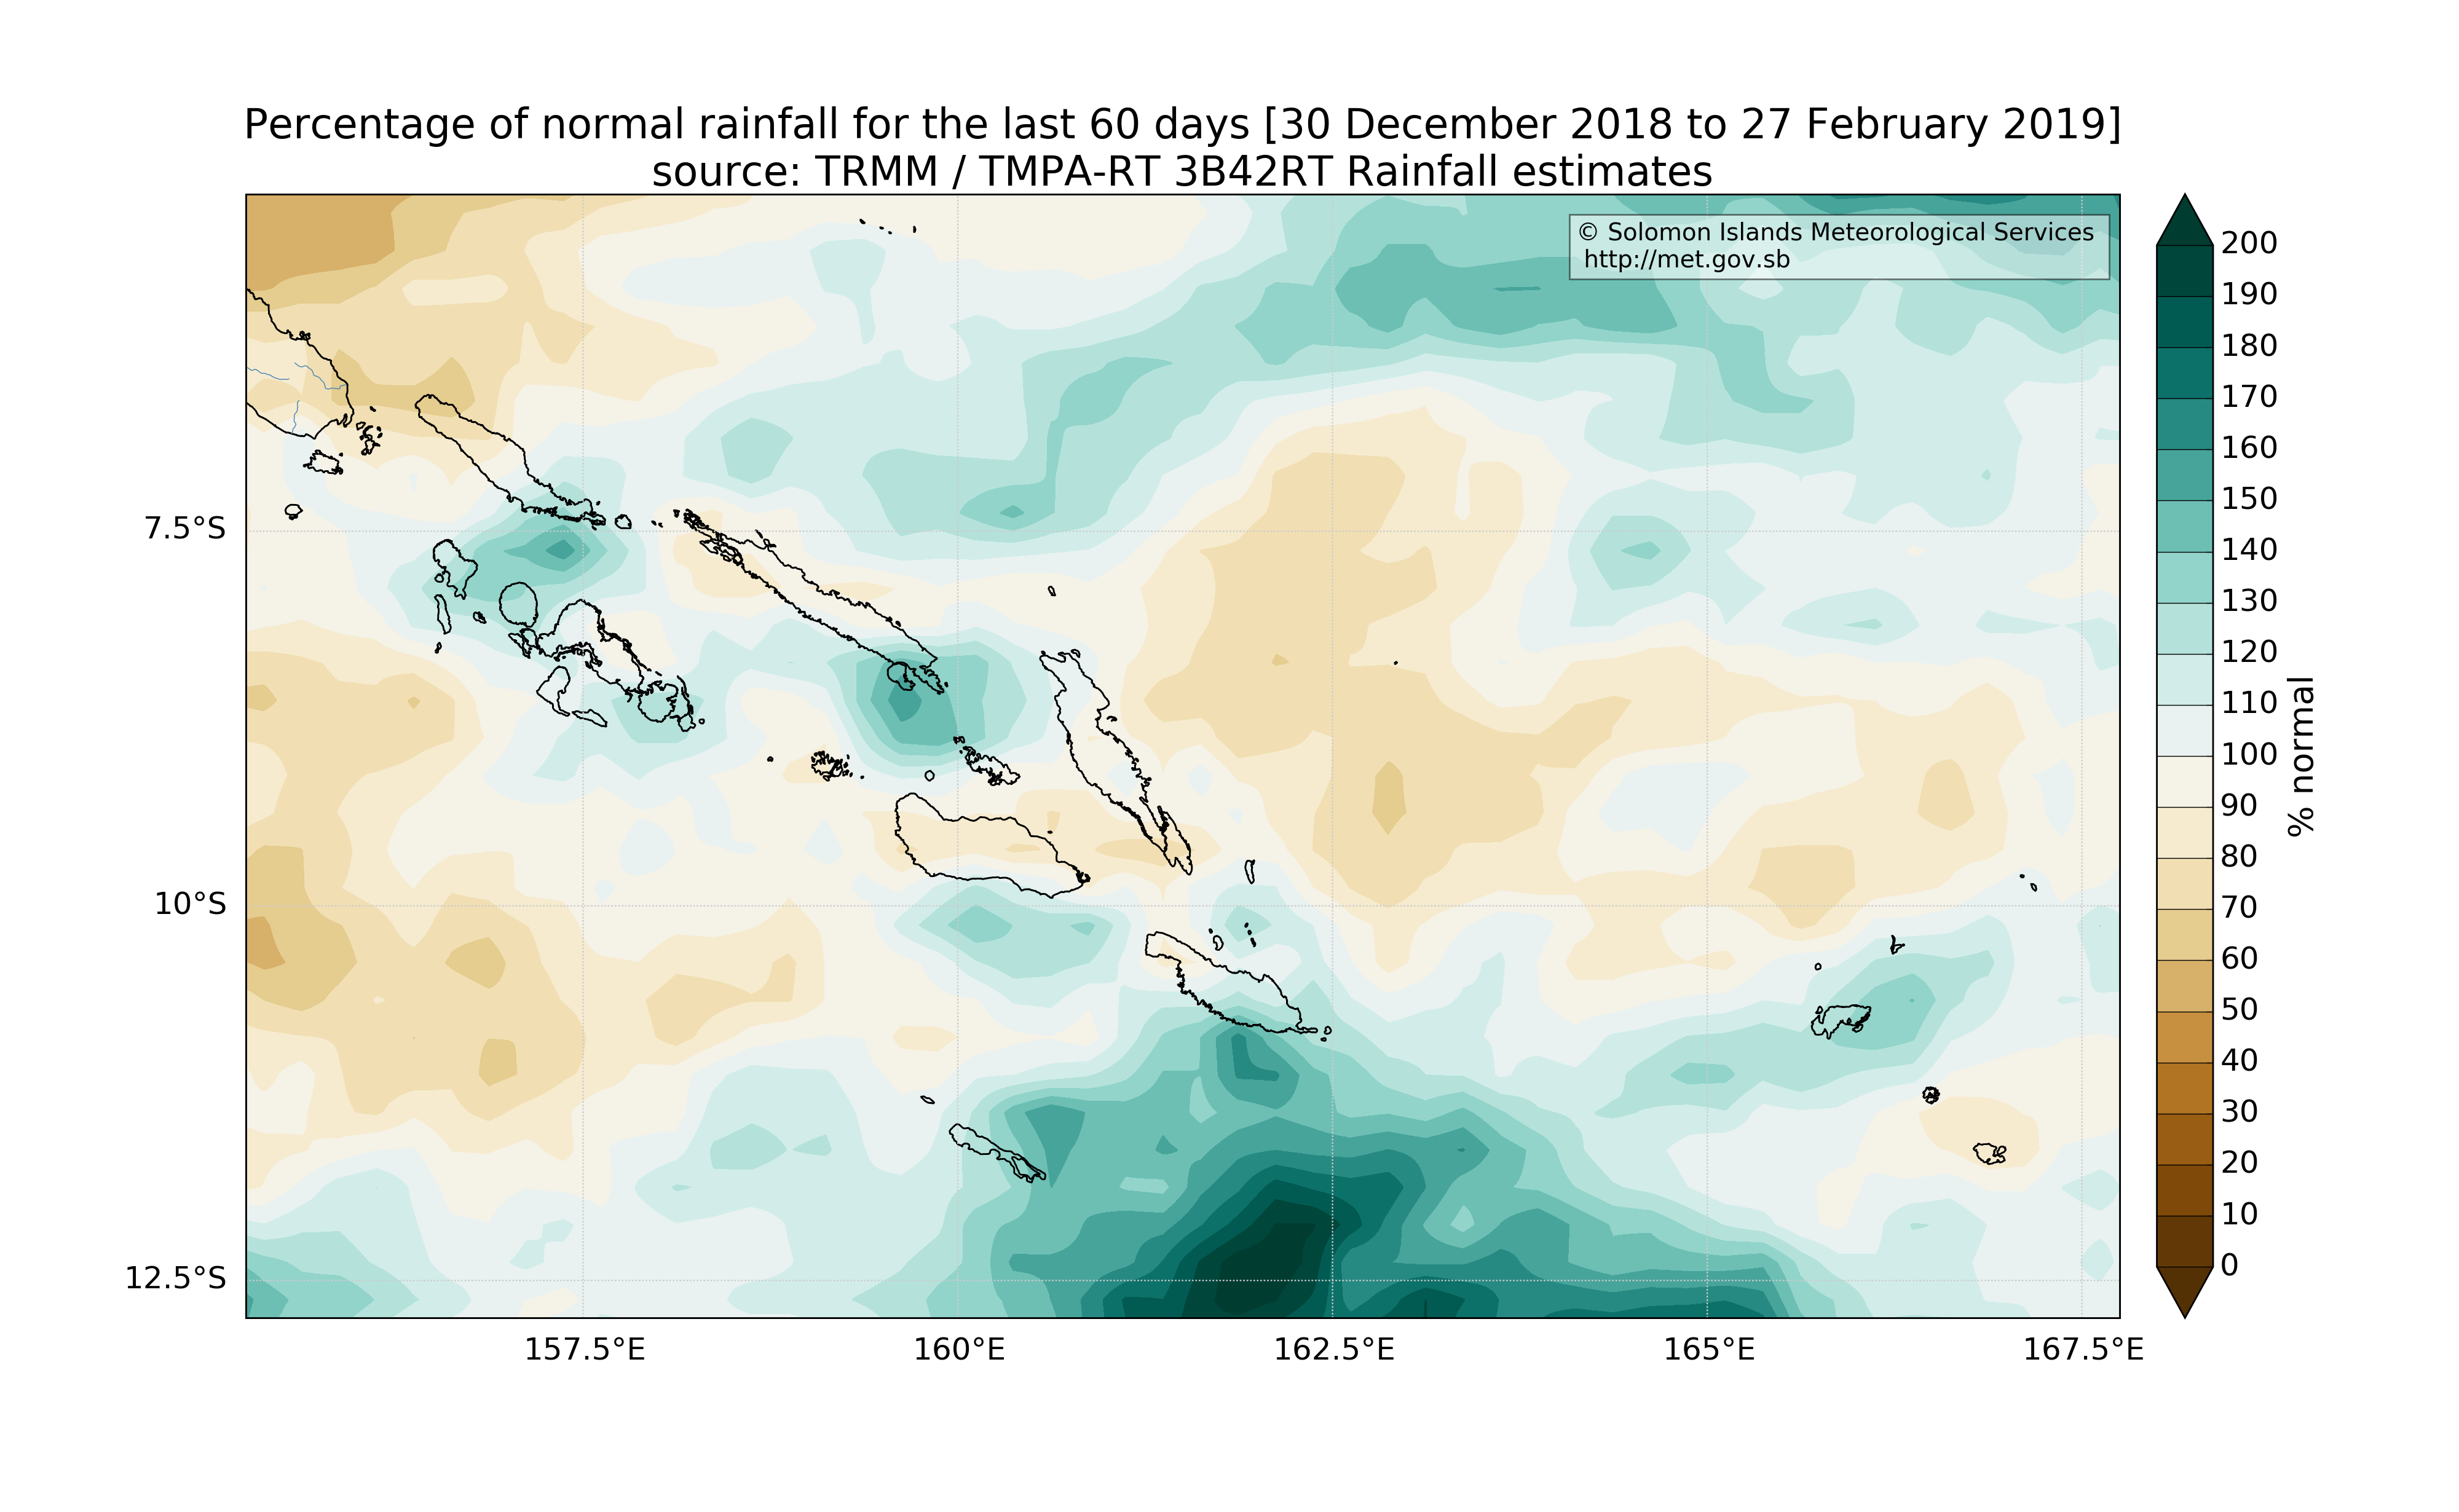 Percentage of normal rainfall for the last 60 days [30 December 2018 to 27 February 2019]
source: TRMM / TMPA-RT 3B42RT Rainfall estimates
© Solomon Islands Meteorological Services
http://met.gov.sb
7.5°S
10°S
12.5°S
157.5°E
160°E
162.5°E
165°E
167.5°E
200
190
180
170
160
150
140
130
120
110
100
90
80
70
60
50
40
30
20
10
0
% normal